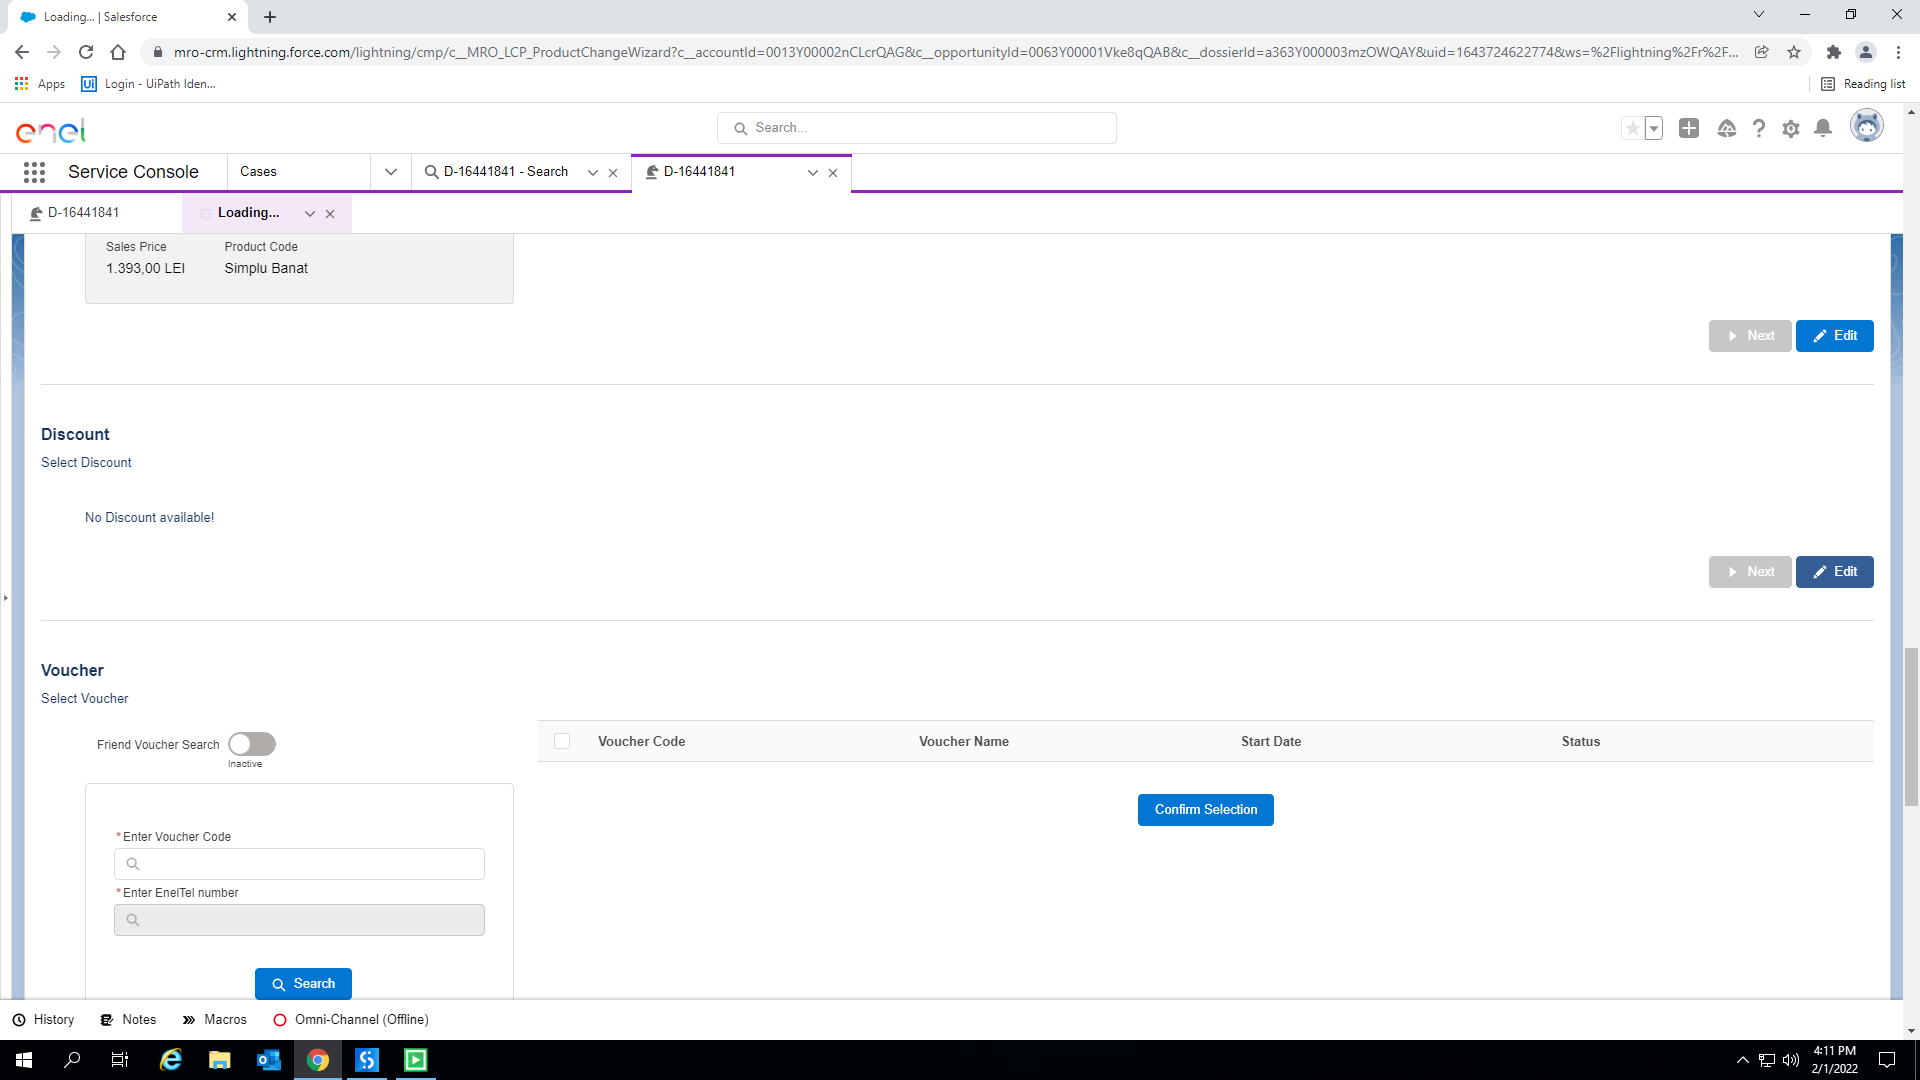 Loading... | Salesforce
mro-crm.lightning.force.com/lightning/cmp/c__MRO_LCP_ProductChangeWizard?c__accountId=0013Y00002nCLcrQAG&c__opportunityId=0063Y00001Vke8qQAB&c__dossierId=a363Y000003mzOWQAY&uid=1643724622774&ws=%2Flightning%2Fr%2F...
Apps
Login - UiPath Iden...
Reading list
enel
Search...
Service Console
Cases
D-16441841 - Search
D-16441841
D-16441841
Loading...
Sales Price
Product Code
1.393,00 LEI
Simplu Banat
Next
Edit
Discount
Select Discount
No Discount available!
Next
Edit
Voucher
Select Voucher
Friend Voucher Search
Inactive
Voucher Code
Voucher Name
Start Date
Status
Confirm Selection
*Enter Voucher Code
*Enter EnelTel number
Search
History
Notes
Macros
Omni-Channel (Offline)
4:11 PM
2/1/2022